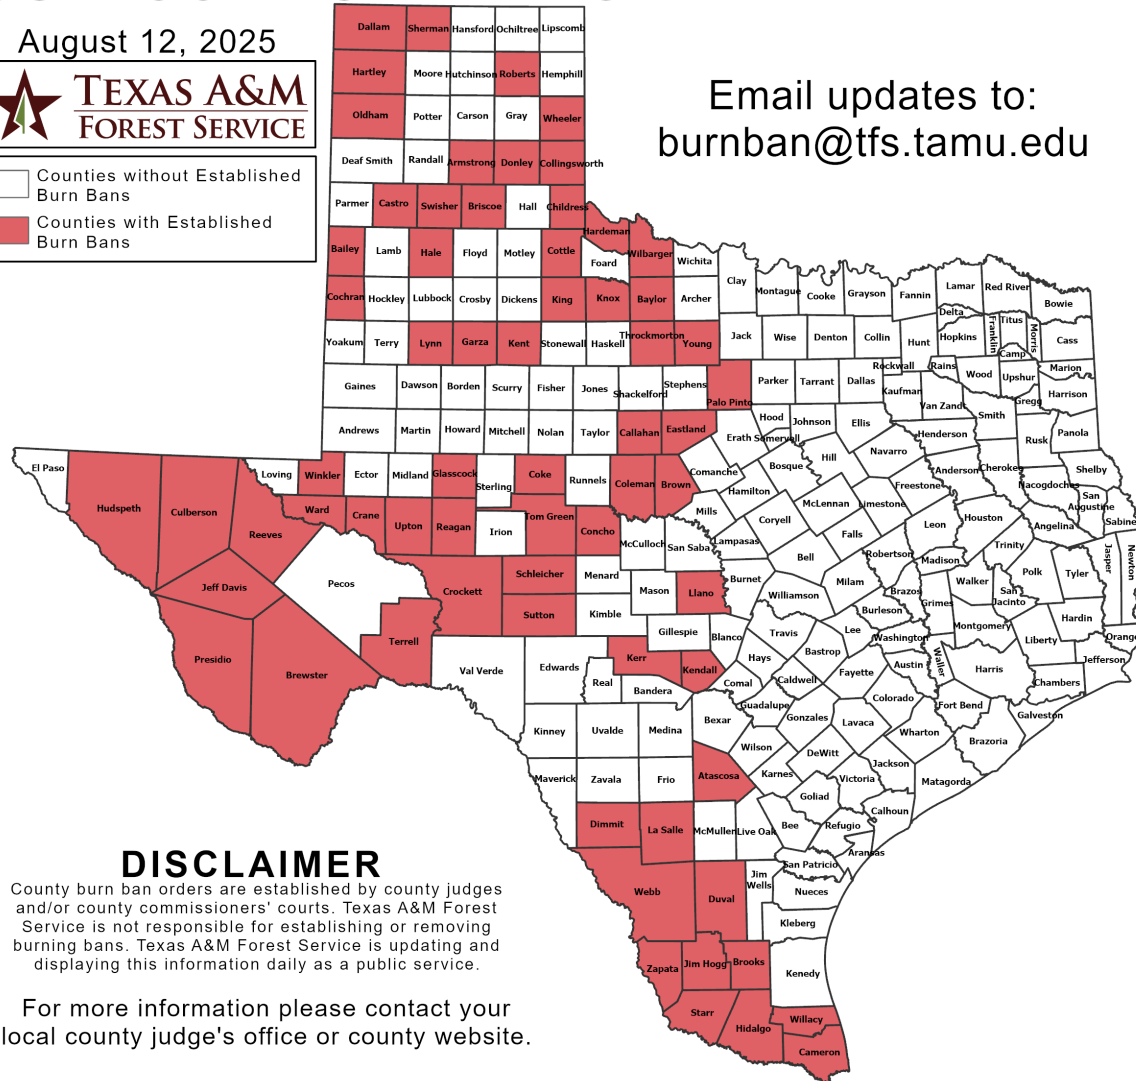 August 12, 2025
TEXAS A&M
FOREST SERVICE
Counties without Established
Burn Bans
Counties with Established
Burn Bans
Email updates to:
burnban@tfs.tamu.edu
Dallam Sherman Hansford Ochiltree Lipscomb
Hartley Moore Hutchinson Roberts Hemphill
Oldham Potter Carson Gray Wheeler
Deaf Smith Randall Armstrong Donley Collingsworth
Parmer Castro Swisher Briscoe Hall Childress
Hardeman
Bailey Lamb Hale Floyd Motley Cottle Foard Wilbarger Wichita
Clay Montague Cooke Grayson Fannin Lamar Red River Bowie
Cochran Hockley Lubbock Crosby Dickens King Knox Baylor Archer
Delta Franklin Titus Morris Cass
Yoakum Terry Lynn Garza Kent Stonewall Haskell Throckmorton Young Jack Wise Denton Collin Hunt Hopkins
Camp
Rockwall Rains Wood Upshur Marion
Gaines Dawson Borden Scurry Fisher Jones Shackelford Stephens Palo Pinto Parker Tarrant Dallas Kaufman Van Zandt Smith Gregg Harrison
Andrews Martin Howard Mitchell Nolan Taylor Callahan Eastland Erath Hood Somervell Johnson Ellis Henderson Rusk Panola
El Paso Hudspeth Culberson Reeves Loving Winkler Ector Midland Glasscock Sterling Coke Runnels Coleman Brown Comanche Bosque Hill Navarro Anderson Cherokee Nacogdoches Shelby
Ward Crane Upton Reagan Irion Tom Green Concho McCulloch San Saba Mills Hamilton Coryell McLennan Limestone Freestone Leon Houston Angelina San
Augustine Sabine
Lampasas Falls Bell Robertson Madison Trinity Polk Tyler Jasper Newton
Jeff Davis Pecos Crockett Schleicher Menard Mason Llano Burnet Williamson Milam Brazos Grimes Walker San
Jacinto Hardin
Sutton Kimble Gillespie Blanco Travis Lee Burleson Washington Montgomery Liberty Orange
Presidio Brewster Terrell Val Verde Edwards Kerr Kendall Hays Bastrop Fayette Austin Waller Harris Jefferson Chambers
Real Bandera Comal Caldwell Colorado Fort Bend Galveston
Kinney Uvalde Medina Bexar Guadalupe Gonzales Lavaca Wharton Brazoria
Maverick Zavala Frio Atascosa Wilson Karnes DeWitt Victoria Jackson Matagorda
Dimmit La Salle McMullen Live Oak Bee Goliad Refugio Calhoun
Aransas
San Patricio
Webb Duval Jim
Wells Nueces
Kleberg
Zapata Jim Hogg Brooks Kenedy
Starr Hidalgo Willacy
Cameron
DISCLAIMER
County burn ban orders are established by county judges
and/or county commissioners' courts. Texas A&M Forest
Service is not responsible for establishing or removing
burning bans. Texas A&M Forest Service is updating and
displaying this information daily as a public service.
For more information please contact your
local county judge's office or county website.